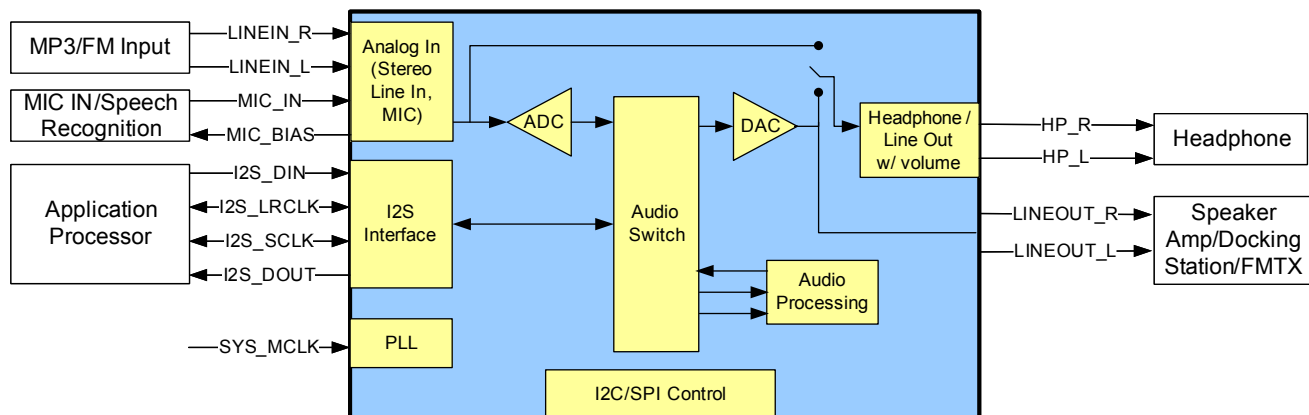 MP3/FM Input
LINEIN_R
LINEIN_L
MIC IN/Speech
Recognition
MIC_IN
MIC_BIAS
Application
Processor
I2S_DIN
I2S_LRCLK
I2S_SCLK
I2S_DOUT
SYS_MCLK
Analog In
(Stereo
Line In,
MIC)
I2S
Interface
PLL
ADC
Audio
Switch
DAC
Audio
Processing
I2C/SPI Control
Headphone /
Line Out
w/ volume
HP_R
HP_L
Headphone
LINEOUT_R
LINEOUT_L
Speaker
Amp/Docking
Station/FMTX